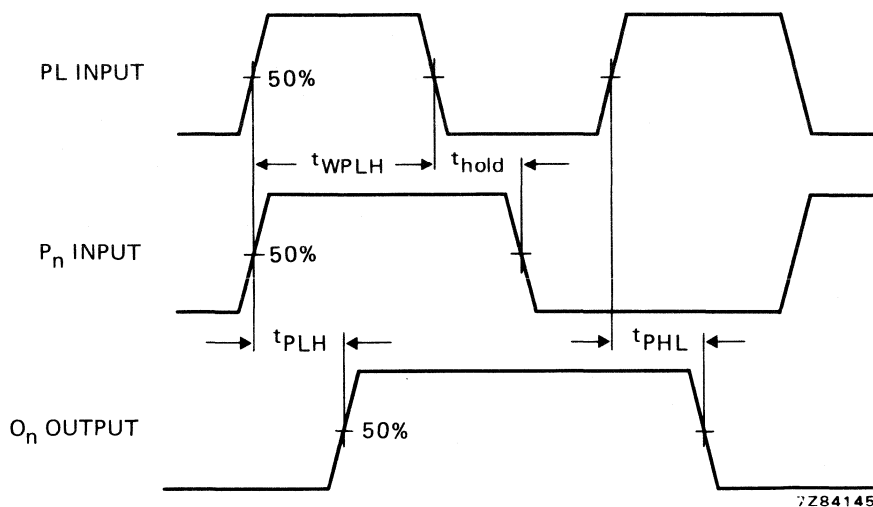 PL INPUT
50%
tWPLH
thold
Pn INPUT
50%
tPLH
tPHL
On OUTPUT
50%
7Z84145